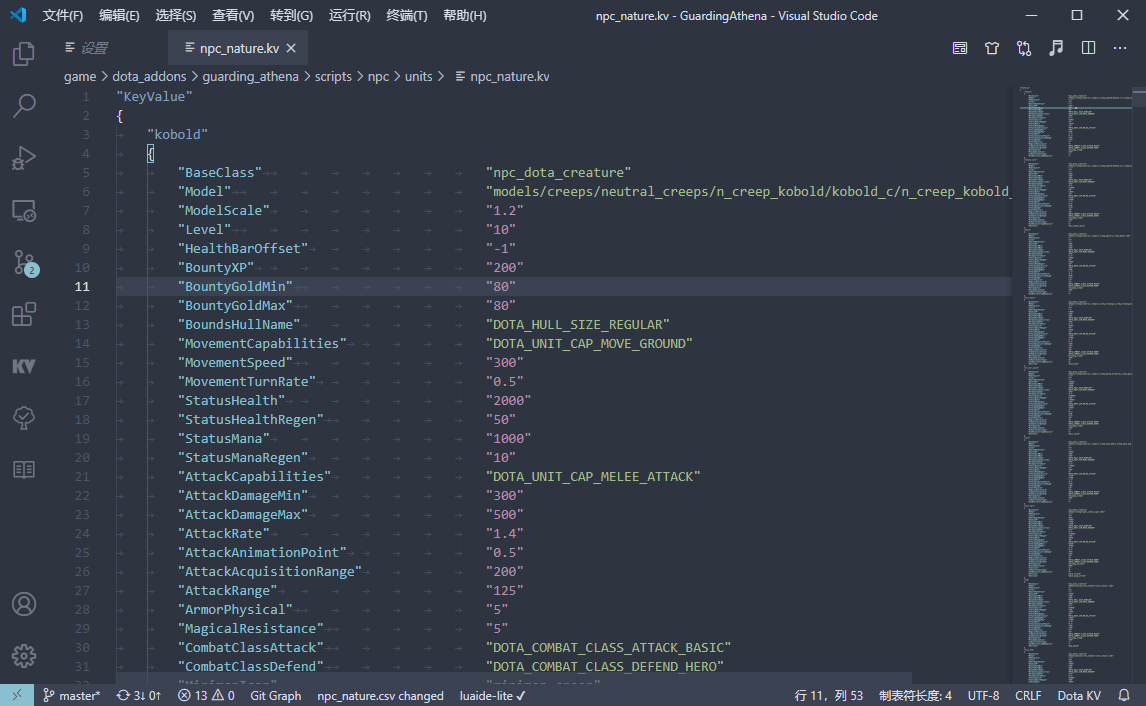 文件(F) 编辑(E) 选择(S) 查看(V) 转到(G) 运行(R) 终端(T) 帮助(H) npc_nature.kv - GuardingAthena - Visual Studio Code
设置 npc_nature.kv
game > dota_addons > guarding_athena > scripts > npc > units > npc_nature.kv
1 "KeyValue"
2 {
3 "kobold"
4 {
5 "BaseClass" "npc_dota_creature"
6 "Model" "models/creeps/neutral_creeps/n_creep_kobold/kobold_c/n_creep_kobold_
7 "ModelScale" "1.2"
8 "Level" "10"
9 "HealthBarOffset" "-1"
10 "BountyXP" "200"
11 "BountyGoldMin" "80"
12 "BountyGoldMax" "80"
13 "BoundsHullName" "DOTA_HULL_SIZE_REGULAR"
14 "MovementCapabilities" "DOTA_UNIT_CAP_MOVE_GROUND"
15 "MovementSpeed" "300"
16 "MovementTurnRate" "0.5"
17 "StatusHealth" "2000"
18 "StatusHealthRegen" "50"
19 "StatusMana" "1000"
20 "StatusManaRegen" "10"
21 "AttackCapabilities" "DOTA_UNIT_CAP_MELEE_ATTACK"
22 "AttackDamageMin" "300"
23 "AttackDamageMax" "500"
24 "AttackRate" "1.4"
25 "AttackAnimationPoint" "0.5"
26 "AttackAcquisitionRange" "200"
27 "AttackRange" "125"
28 "ArmorPhysical" "5"
29 "MagicalResistance" "5"
30 "CombatClassAttack" "DOTA_COMBAT_CLASS_ATTACK_BASIC"
31 "CombatClassDefend" "DOTA_COMBAT_CLASS_DEFEND_HERO"
2
KV
master* 3↓ 0↑ 13 0 Git Graph npc_nature.csv changed luaide-lite ✓ 行 11，列 53 制表符长度: 4 UTF-8 CRLF Dota KV